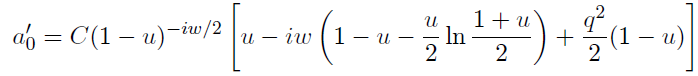 $a_0' = C(1-u)^{-iw/2} \left[ u - iw \left( 1 - u - \frac{u}{2} \ln \frac{1+u}{2} \right) + \frac{q^2}{2}(1-u) \right]$